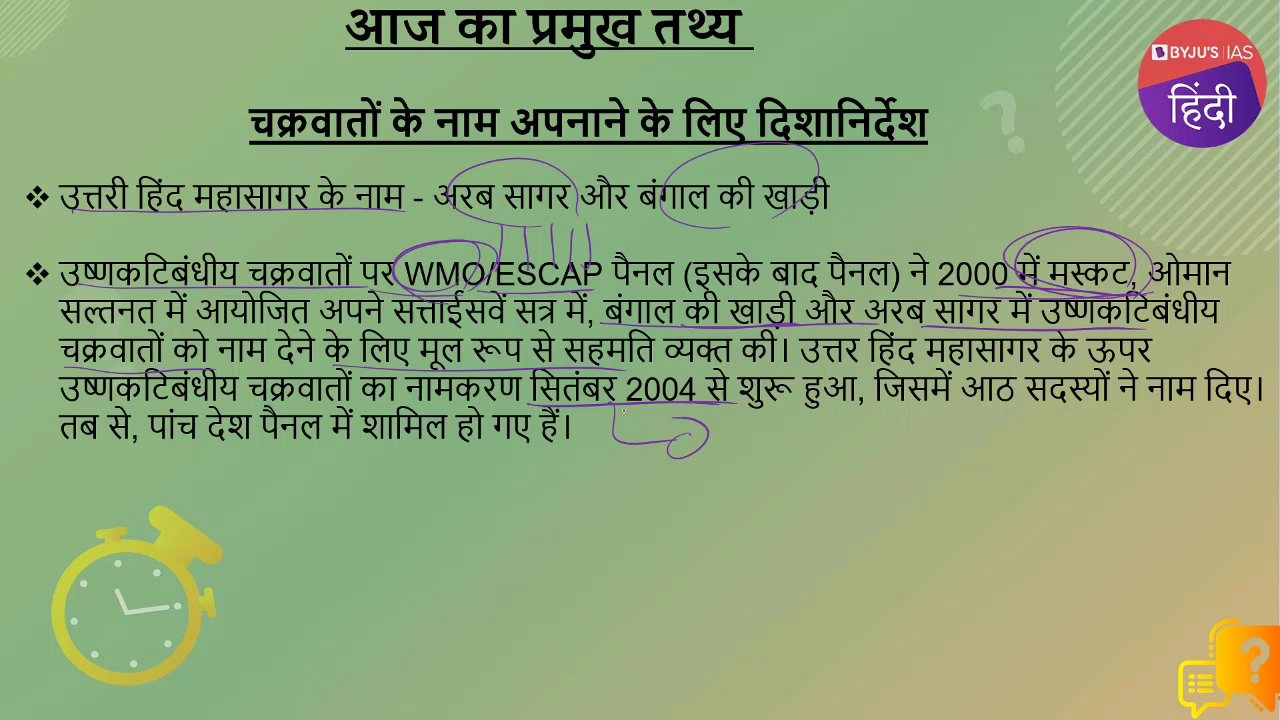 आज का प्रमुख तथ्य
BYJU'S IAS
हिंदी
चक्रवातों के नाम अपनाने के लिए दिशानिर्देश
❖ उत्तरी हिंद महासागर के नाम - अरब सागर और बंगाल की खाड़ी
❖ उष्णकटिबंधीय चक्रवातों पर WMO/ESCAP पैनल (इसके बाद पैनल) ने 2000 में मस्कट, ओमान
सल्तनत में आयोजित अपने सत्ताईसवें सत्र में, बंगाल की खाड़ी और अरब सागर में उष्णकटिबंधीय
चक्रवातों को नाम देने के लिए मूल रूप से सहमति व्यक्त की। उत्तर हिंद महासागर के ऊपर
उष्णकटिबंधीय चक्रवातों का नामकरण सितंबर 2004 से शुरू हुआ, जिसमें आठ सदस्यों ने नाम दिए।
तब से, पांच देश पैनल में शामिल हो गए हैं।